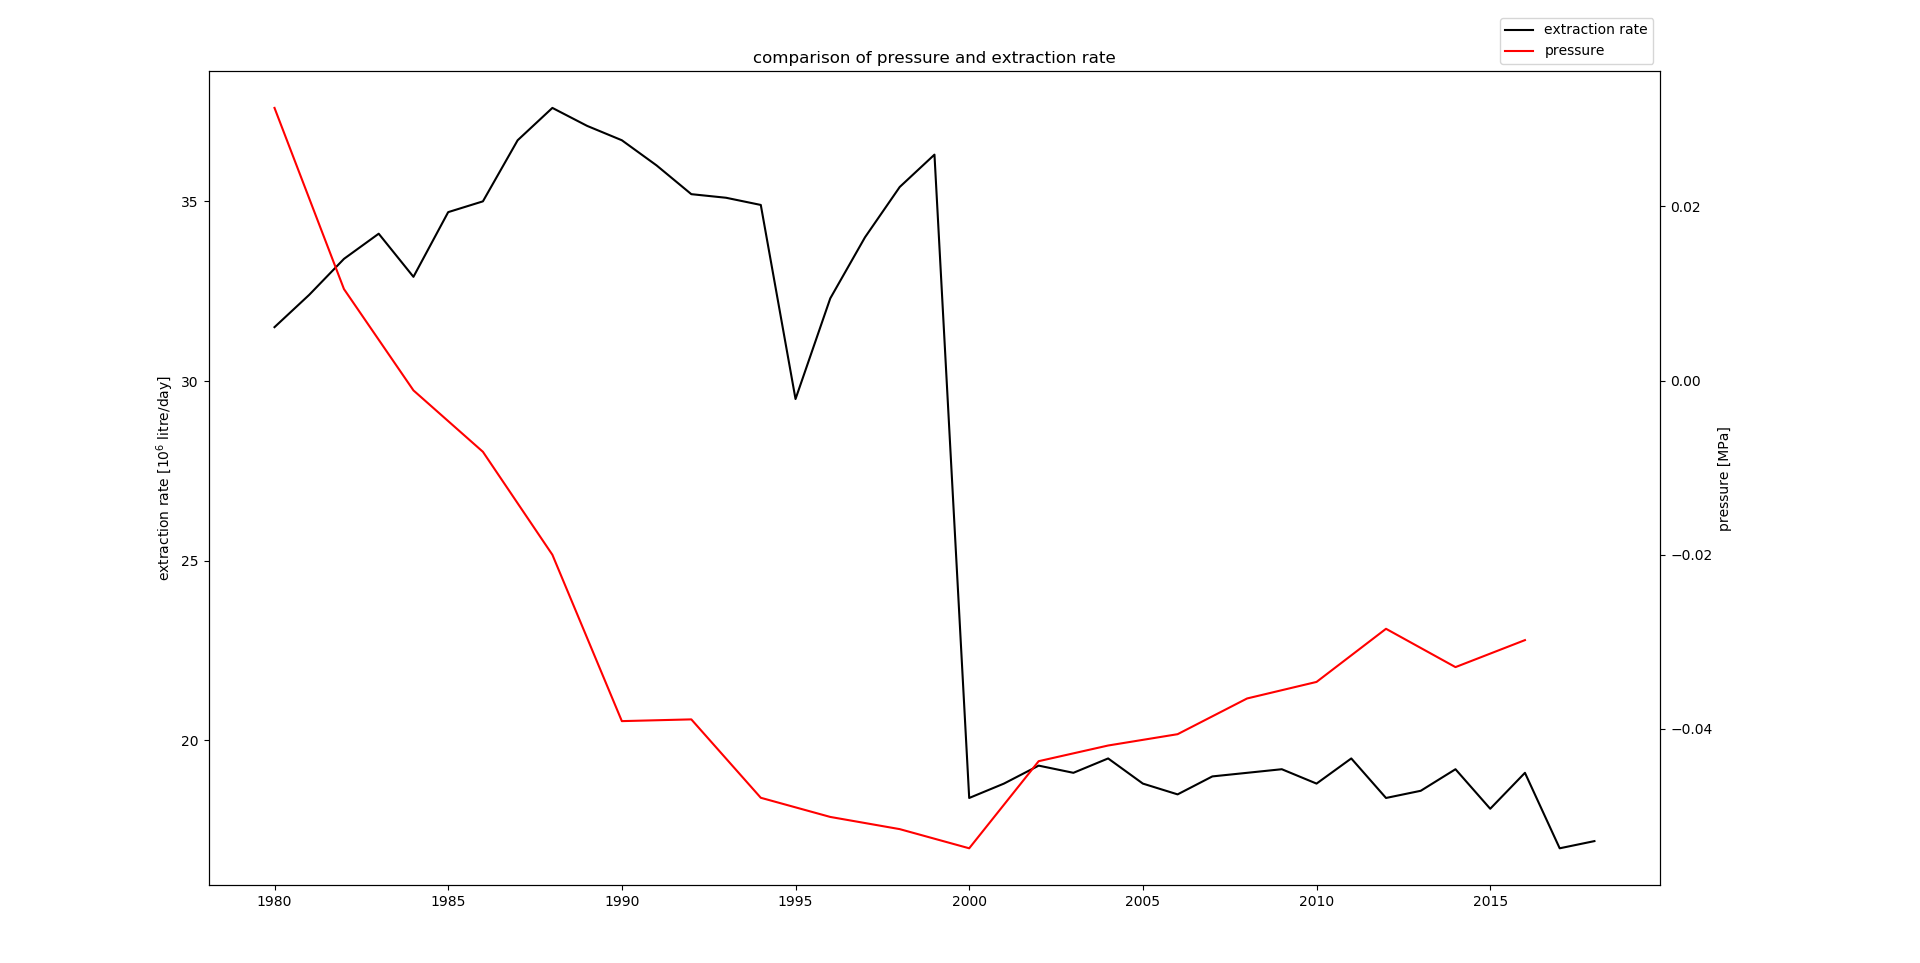 extraction rate
pressure
comparison of pressure and extraction rate
35
30
25
20
extraction rate [10⁶ litre/day]
0.02
0.00
−0.02
−0.04
pressure [MPa]
1980 1985 1990 1995 2000 2005 2010 2015